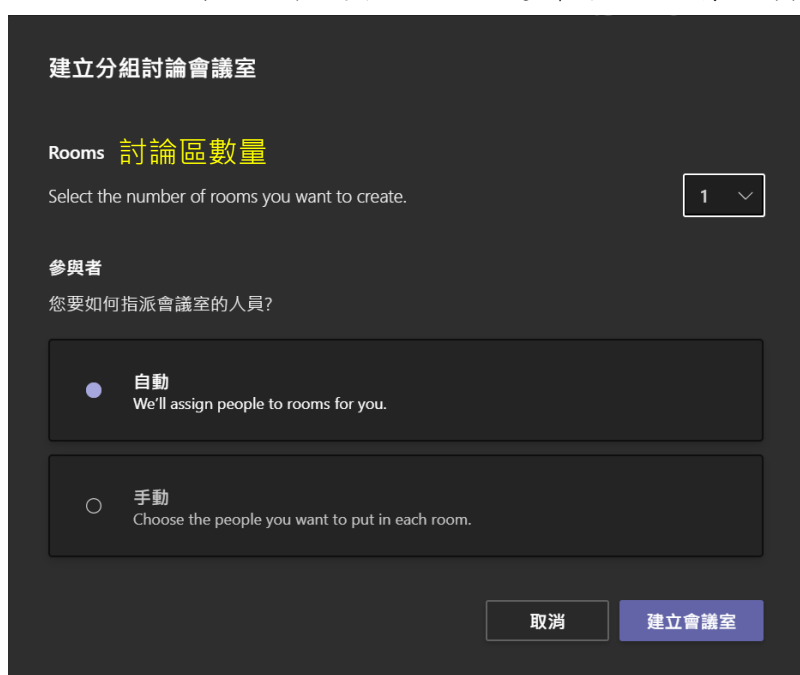 建立分組討論會議室
Rooms 討論區數量
Select the number of rooms you want to create.
1
參與者
您要如何指派會議室的人員?
自動
We'll assign people to rooms for you.
手動
Choose the people you want to put in each room.
取消
建立會議室